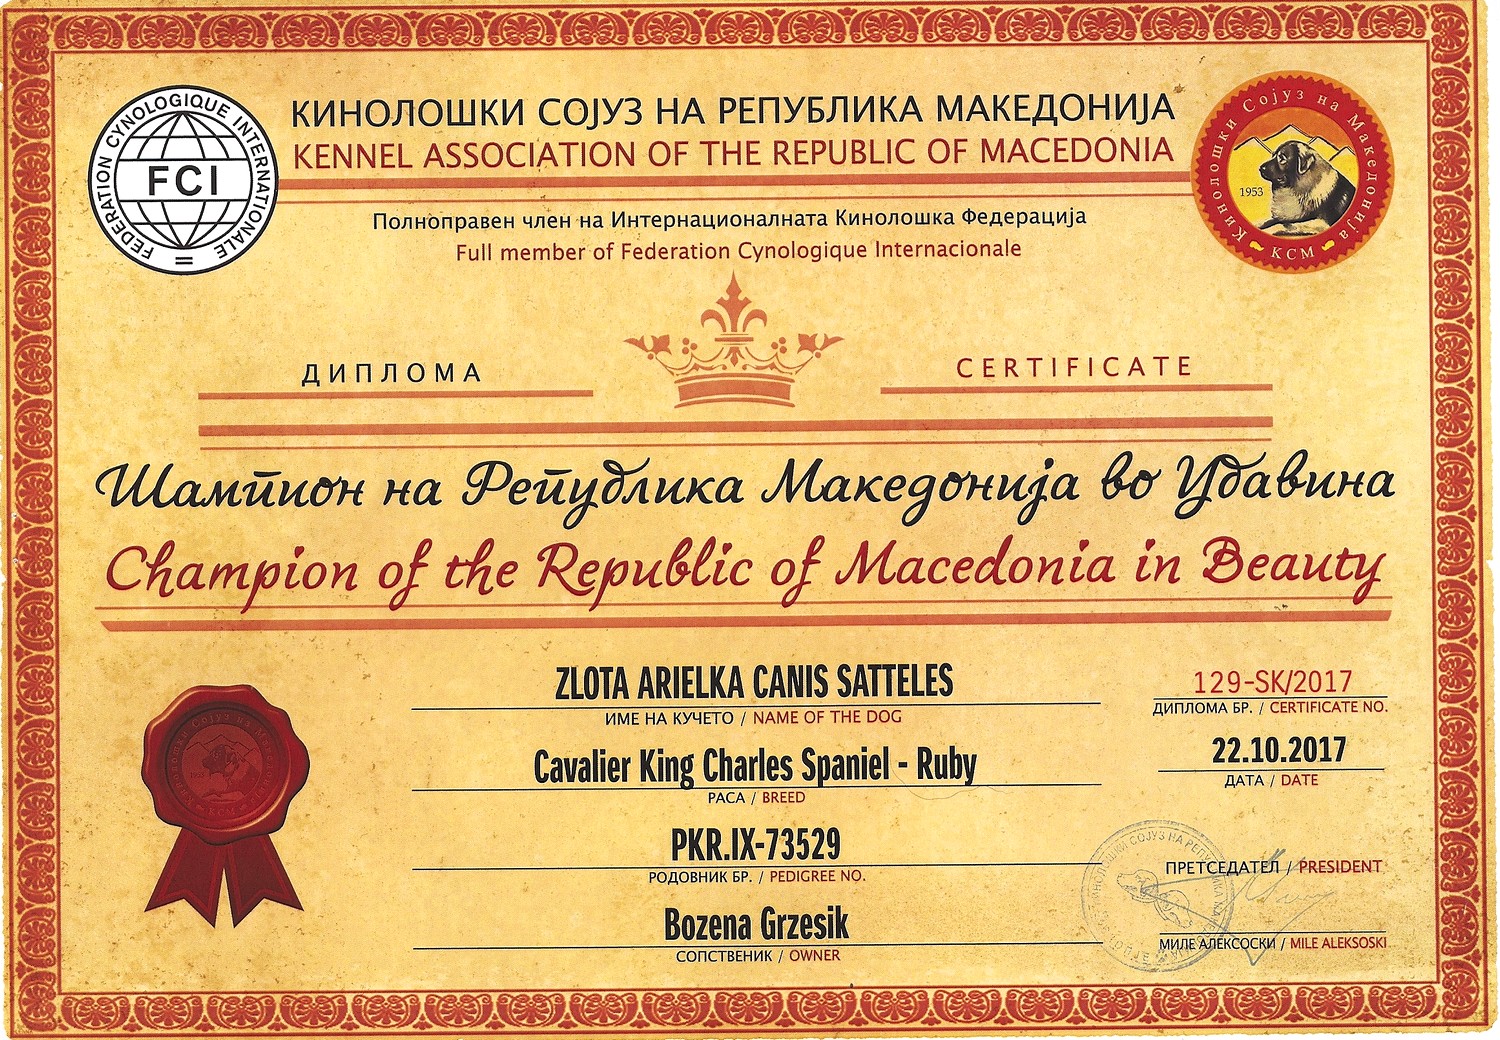 КИНОЛОШКИ СОЈУЗ НА РЕПУБЛИКА МАКЕДОНИЈА
KENNEL ASSOCIATION OF THE REPUBLIC OF MACEDONIA
FEDERATION CYNOLOGIQUE INTERNATIONALE
FCI
Кинолошки Сојуз на Македонија
1953
КСМ
Полноправен член на Интернационалната Кинолошка Федерација
Full member of Federation Cynologique Internacionale
ДИПЛОМА
CERTIFICATE
Шампион на Република Македонија во Убавина
Champion of the Republic of Macedonia in Beauty
ZLOTA ARIELKA CANIS SATTELES
ИМЕ НА КУЧЕТО / NAME OF THE DOG
129-SK/2017
ДИПЛОМА БР. / CERTIFICATE NO.
Cavalier King Charles Spaniel - Ruby
РАСА / BREED
22.10.2017
ДАТА / DATE
PKR.IX-73529
РОДОВНИК БР. / PEDIGREE NO.
ПРЕТСЕДАТЕЛ / PRESIDENT
Bozena Grzesik
СОПСТВЕНИК / OWNER
МИЛЕ АЛЕКСОСКИ / MILE ALEKSOSKI